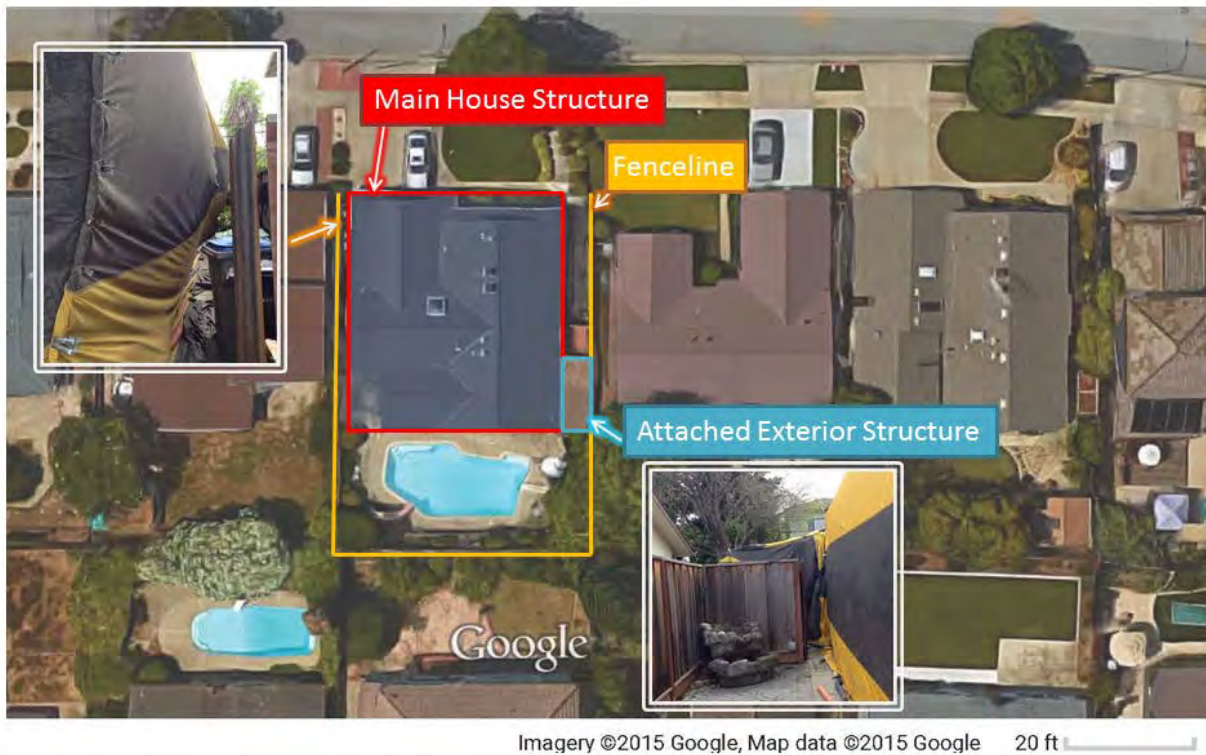 Main House Structure
Fenceline
Attached Exterior Structure
Google
Imagery ©2015 Google, Map data ©2015 Google 20 ft